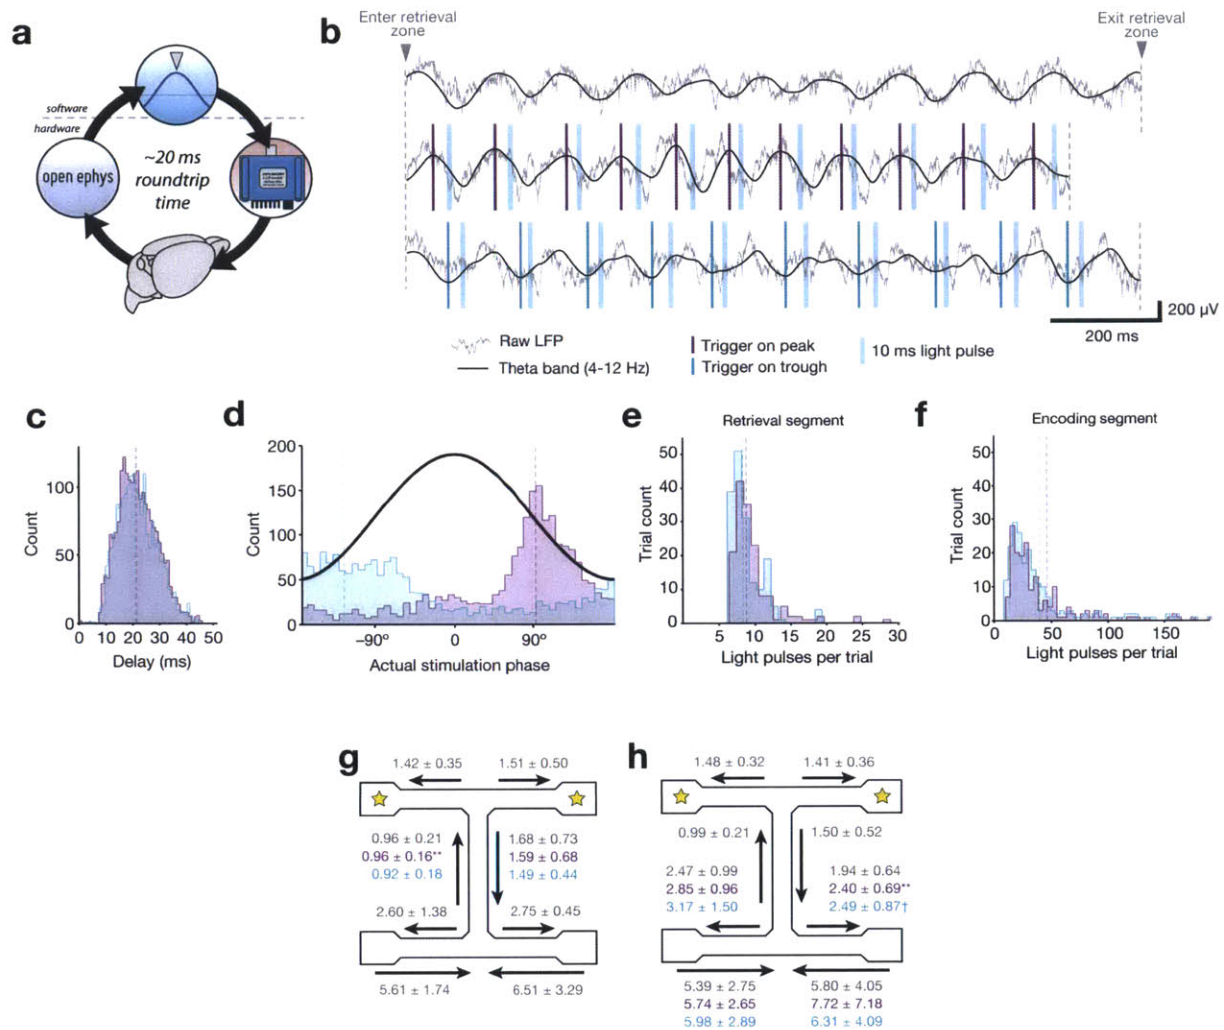 a
software
hardware
open ephys
~20 ms
roundtrip
time
b
Enter retrieval
zone
Exit retrieval
zone
200 µV
200 ms
Raw LFP
Theta band (4-12 Hz)
Trigger on peak
Trigger on trough
10 ms light pulse
c
Count
100
50
0
0 10 20 30 40 50
Delay (ms)
d
Count
200
150
100
50
0
–90º 0 90º
Actual stimulation phase
e
Retrieval segment
Trial count
50
40
30
20
10
0
5 10 15 20 25 30
Light pulses per trial
f
Encoding segment
Trial count
50
40
30
20
10
0
0 50 100 150
Light pulses per trial
g
1.42 ± 0.35 1.51 ± 0.50
0.96 ± 0.21 1.68 ± 0.73
0.96 ± 0.16** 1.59 ± 0.68
0.92 ± 0.18 1.49 ± 0.44
2.60 ± 1.38 2.75 ± 0.45
5.61 ± 1.74 6.51 ± 3.29
h
1.48 ± 0.32 1.41 ± 0.36
0.99 ± 0.21 1.50 ± 0.52
2.47 ± 0.99 1.94 ± 0.64
2.85 ± 0.96 2.40 ± 0.69**
3.17 ± 1.50 2.49 ± 0.87†
5.39 ± 2.75 5.80 ± 4.05
5.74 ± 2.65 7.72 ± 7.18
5.98 ± 2.89 6.31 ± 4.09